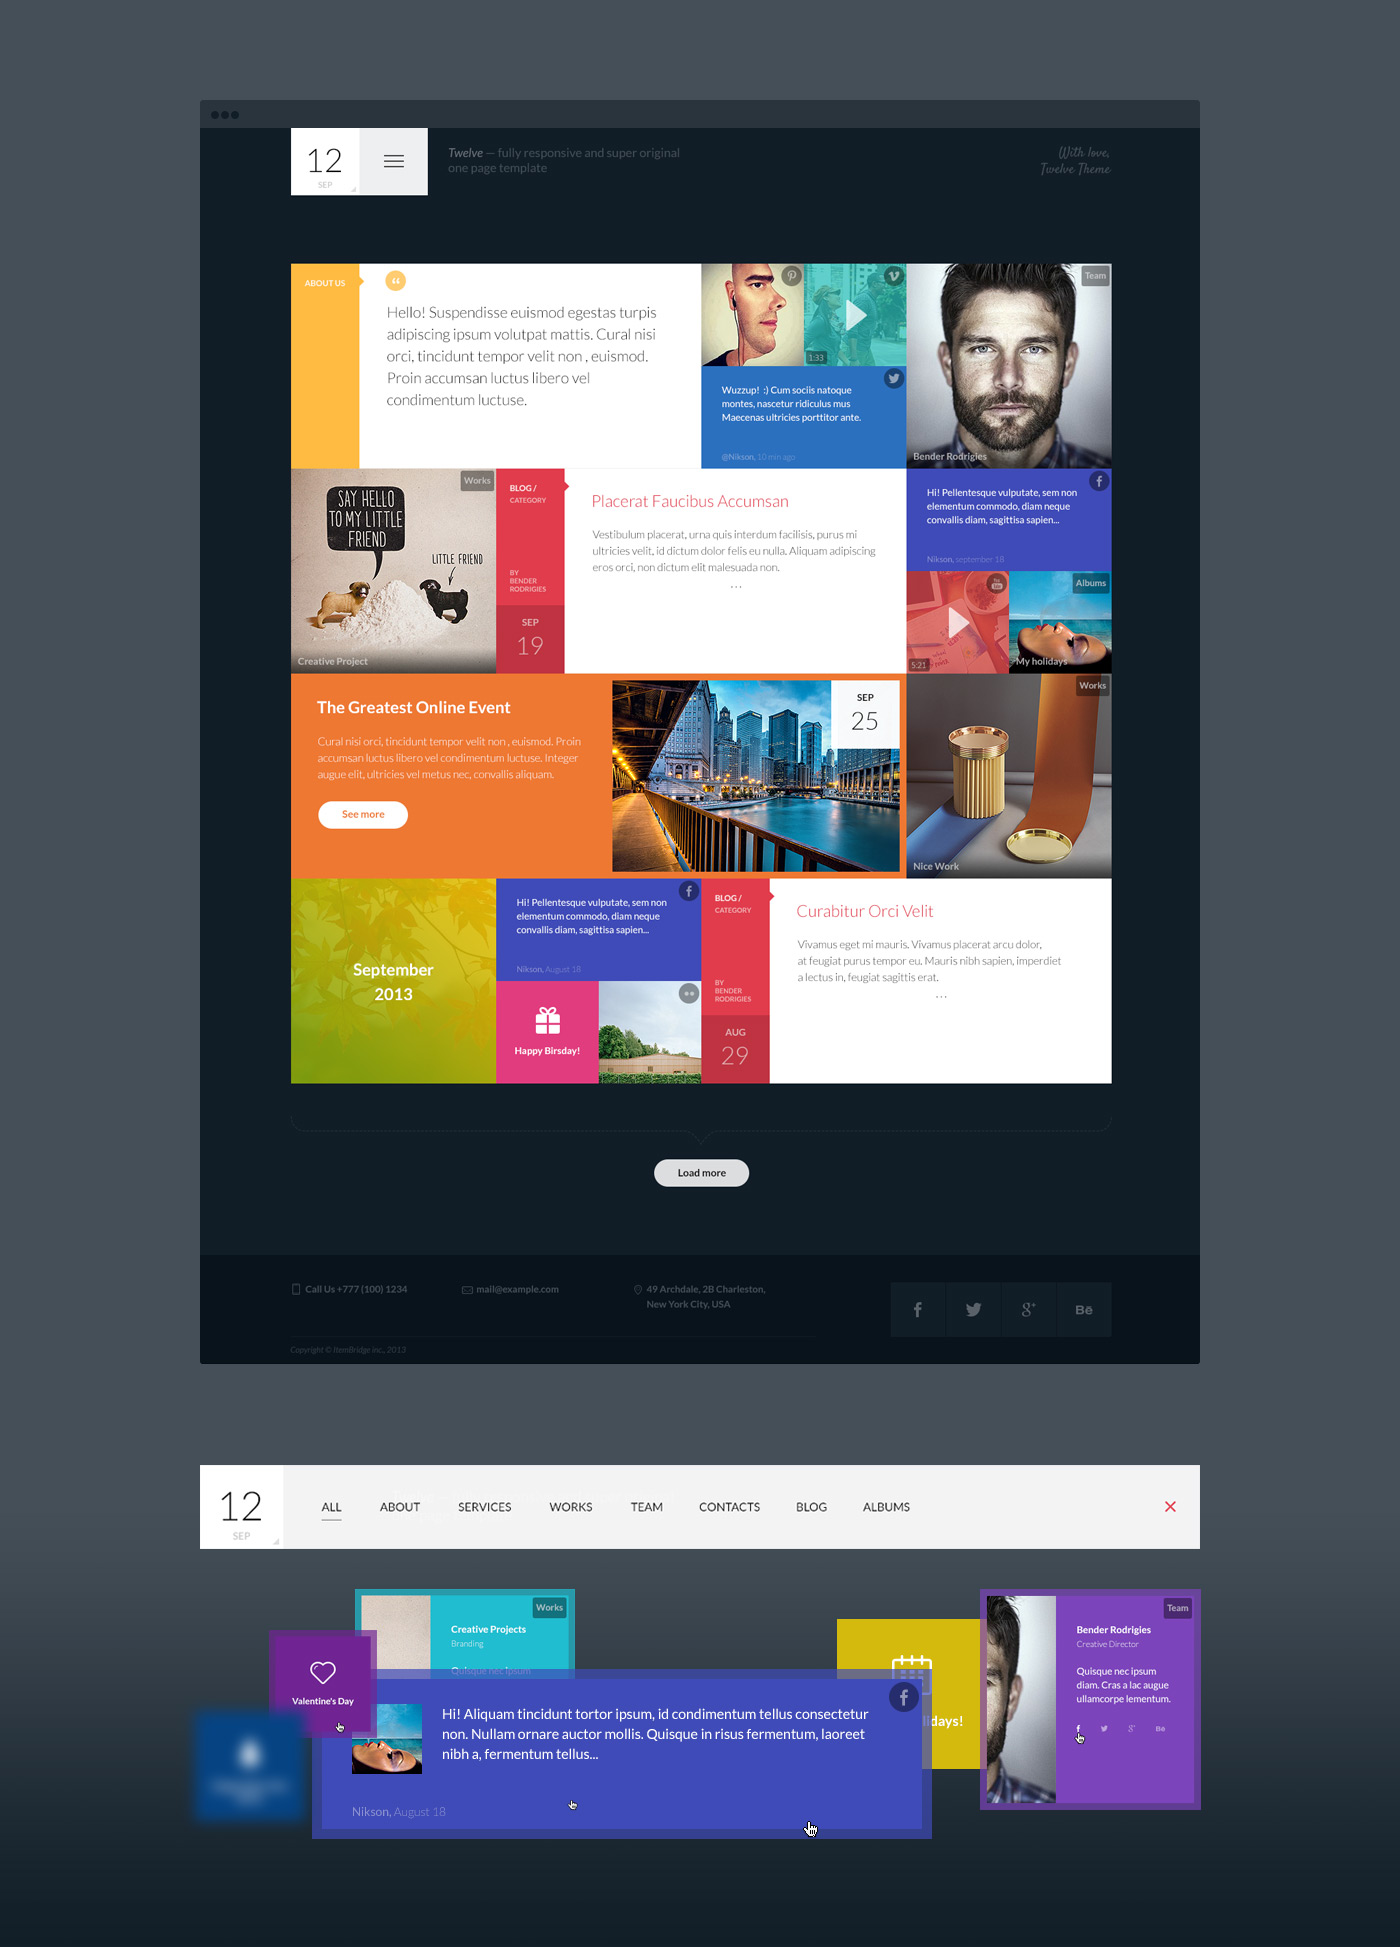 12
SEP
Twelve — fully responsive and super original
one page template
With love,
Twelve Theme
ABOUT US
“
Hello! Suspendisse euismod egestas turpis
adipiscing ipsum volutpat mattis. Cural nisi
orci, tincidunt tempor velit non , euismod.
Proin accumsan luctus libero vel
condimentum luctuse.
1:33
Wuzzup! :) Cum sociis natoque
montes, nascetur ridiculus mus
Maecenas ultricies porttitor ante.
@Nikson, 10 min ago
Team
Bender Rodrigies
Works
SAY HELLO
TO MY LITTLE
FRIEND
LITTLE FRIEND
Creative Project
BLOG /
CATEGORY
BY
BENDER
RODRIGIES
SEP
19
Placerat Faucibus Accumsan
Vestibulum placerat, urna quis interdum facilisis, purus mi
ultricies velit, id dictum dolor felis eu nulla. Aliquam adipiscing
eros orci, non dictum elit malesuada non.
...
Hi! Pellentesque vulputate, sem non
elementum commodo, diam neque
convallis diam, sagittisa sapien...
Nikson, september 18
5:21
Albums
My holidays
The Greatest Online Event
Cural nisi orci, tincidunt tempor velit non , euismod. Proin
accumsan luctus libero vel condimentum luctuse. Integer
augue elit, ultricies vel metus nec, convallis aliquam.
See more
SEP
25
Works
Nice Work
September
2013
Hi! Pellentesque vulputate, sem non
elementum commodo, diam neque
convallis diam, sagittisa sapien...
Nikson, August 18
Happy Birsday!
BLOG /
CATEGORY
BY
BENDER
RODRIGIES
AUG
29
Curabitur Orci Velit
Vivamus eget mi mauris. Vivamus placerat arcu dolor,
at feugiat purus tempor eu. Mauris nibh sapien, imperdiet
a lectus in, feugiat sagittis erat.
...
Load more
Call Us +777 (100) 1234
mail@example.com
49 Archdale, 2B Charleston,
New York City, USA
Bē
Copyright © ItemBridge inc., 2013
12
SEP
ALL ABOUT SERVICES WORKS TEAM CONTACTS BLOG ALBUMS
Works
Creative Projects
Branding
Quisque nec ipsum
Valentine's Day
Hi! Aliquam tincidunt tortor ipsum, id condimentum tellus consectetur
non. Nullam ornare auctor mollis. Quisque in risus fermentum, laoreet
nibh a, fermentum tellus...
Nikson, August 18
lidays!
Team
Bender Rodrigies
Creative Director
Quisque nec ipsum
diam. Cras a lac augue
ullamcorpe lementum.
Bē